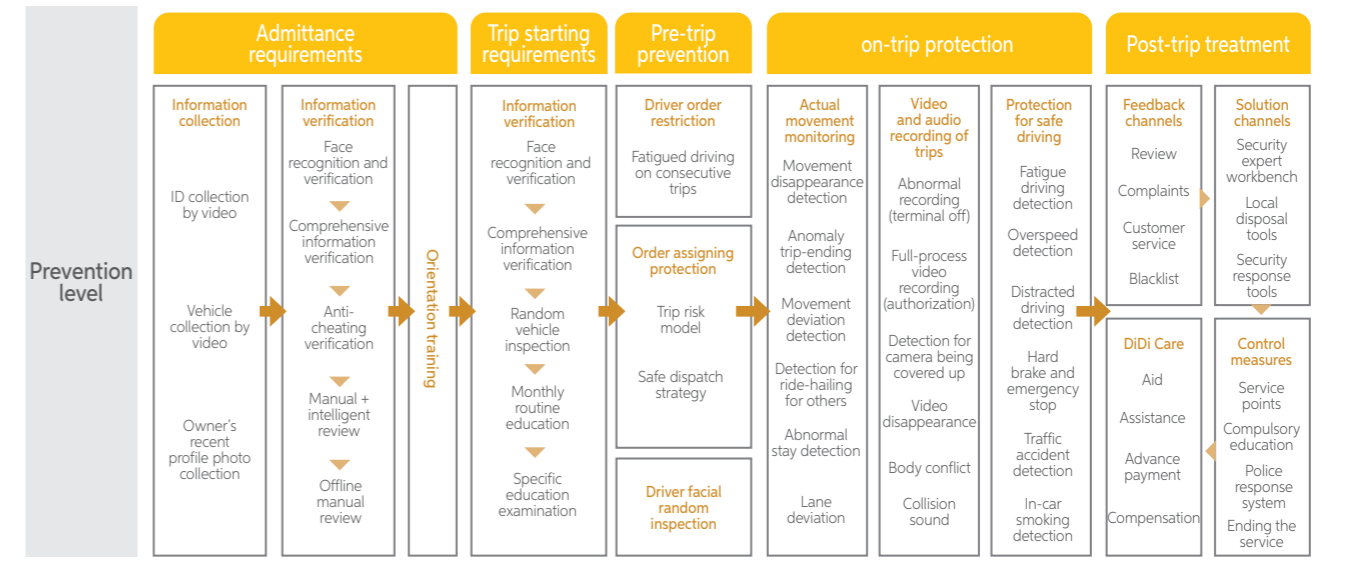 Prevention
level
Admittance
requirements
Information
collection
ID collection
by video
Vehicle
collection by
video
Owner's
recent
profile photo
collection
Information
verification
Face
recognition and
verification
Comprehensive
information
verification
Anti-
cheating
verification
Manual +
intelligent
review
Offline
manual
review
Orientation training
Trip starting
requirements
Information
verification
Face
recognition and
verification
Comprehensive
information
verification
Random
vehicle
inspection
Monthly
routine
education
Specific
education
examination
Pre-trip
prevention
Driver order
restriction
Fatigued driving
on consecutive
trips
Order assigning
protection
Trip risk
model
Safe dispatch
strategy
Driver facial
random
inspection
on-trip protection
Actual
movement
monitoring
Movement
disappearance
detection
Anomaly
trip-ending
detection
Movement
deviation
detection
Detection for
ride-hailing
for others
Abnormal
stay detection
Lane
deviation
Video
and audio
recording of
trips
Abnormal
recording
(terminal off)
Full-process
video
recording
(authorization)
Detection for
camera being
covered up
Video
disappearance
Body conflict
Collision
sound
Protection
for safe
driving
Fatigue
driving
detection
Overspeed
detection
Distracted
driving
detection
Hard
brake and
emergency
stop
Traffic
accident
detection
In-car
smoking
detection
Post-trip treatment
Feedback
channels
Review
Complaints
Customer
service
Blacklist
Solution
channels
Security
expert
workbench
Local
disposal
tools
Security
response
tools
DiDi Care
Aid
Assistance
Advance
payment
Compensation
Control
measures
Service
points
Compulsory
education
Police
response
system
Ending the
service